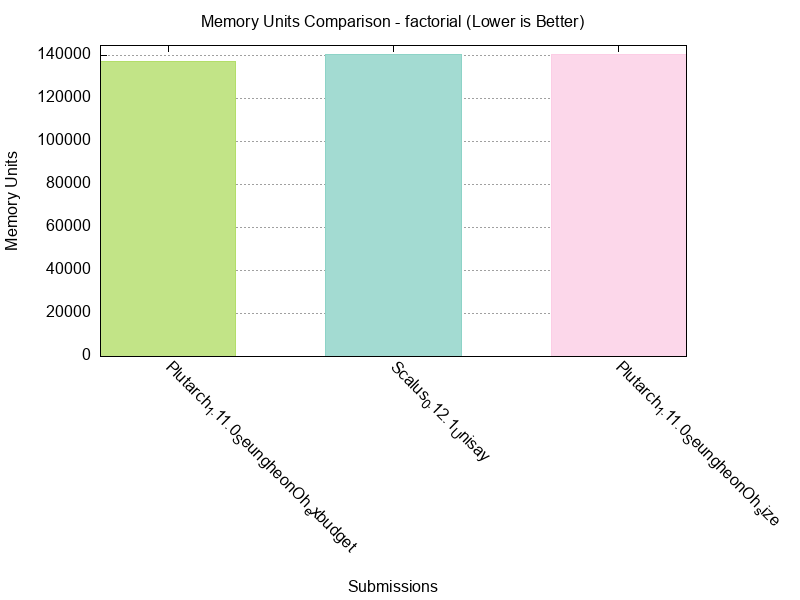 Memory Units Comparison - factorial (Lower is Better)
Memory Units
140000
120000
100000
80000
60000
40000
20000
0
Plutarch1.11.0SeungheonOhexbudget
Scalus0.12.1Unisay
Plutarch1.11.0SeungheonOhsize
Submissions